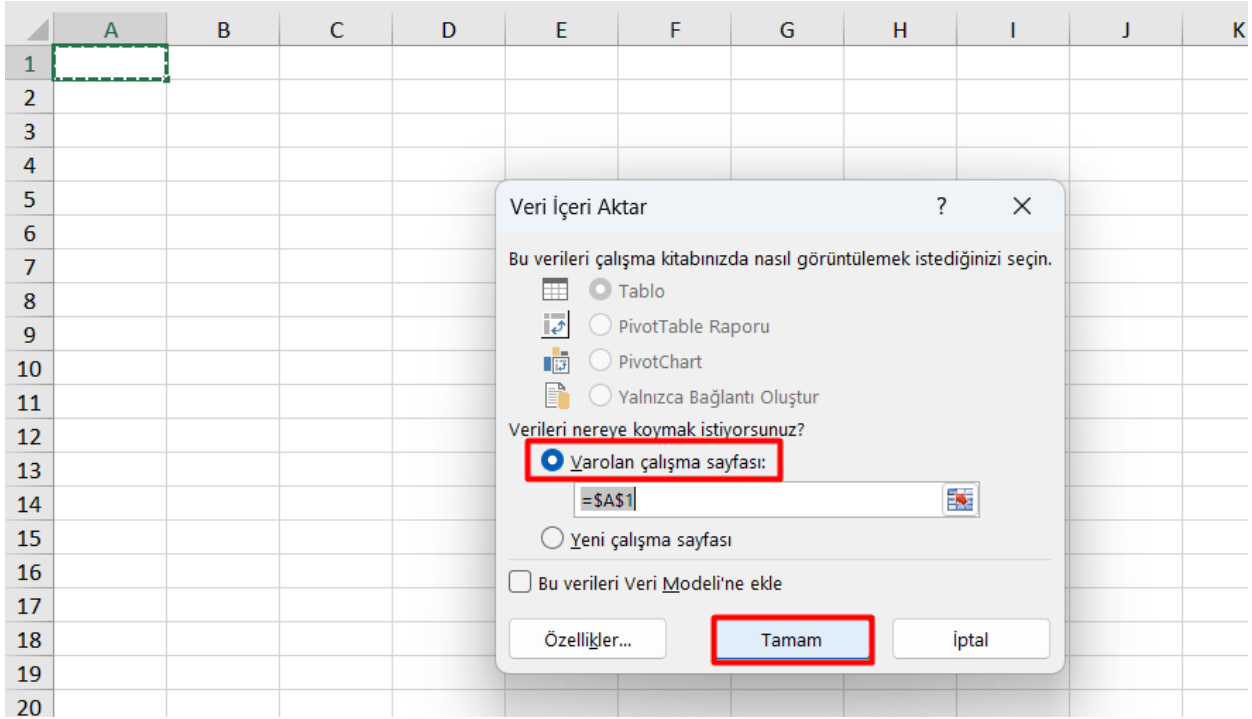 A B C D E F G H I J K
1
2
3
4
5
Veri İçeri Aktar ? X
6
7
Bu verileri çalışma kitabınızda nasıl görüntülemek istediğinizi seçin.
8
Tablo
9
PivotTable Raporu
10
PivotChart
11
Yalnızca Bağlantı Oluştur
12
Verileri nereye koymak istiyorsunuz?
13
Varolan çalışma sayfası:
14
=$A$1
15
Yeni çalışma sayfası
16
Bu verileri Veri Modeli'ne ekle
17
18
Özellikler... Tamam İptal
19
20